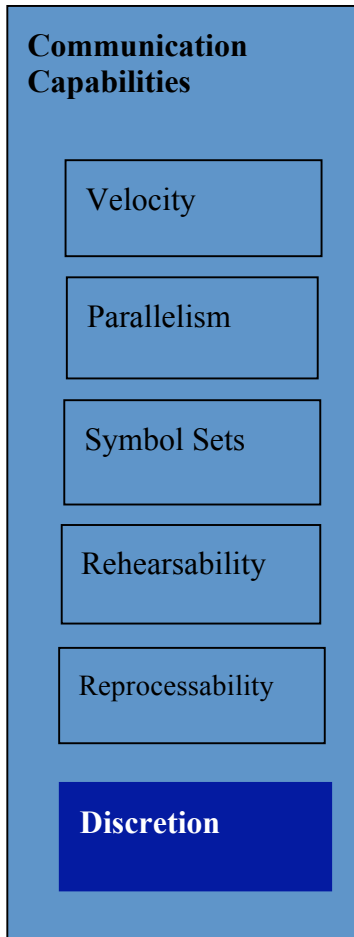 Communication
Capabilities
Velocity
Parallelism
Symbol Sets
Rehearsability
Reprocessability
Discretion